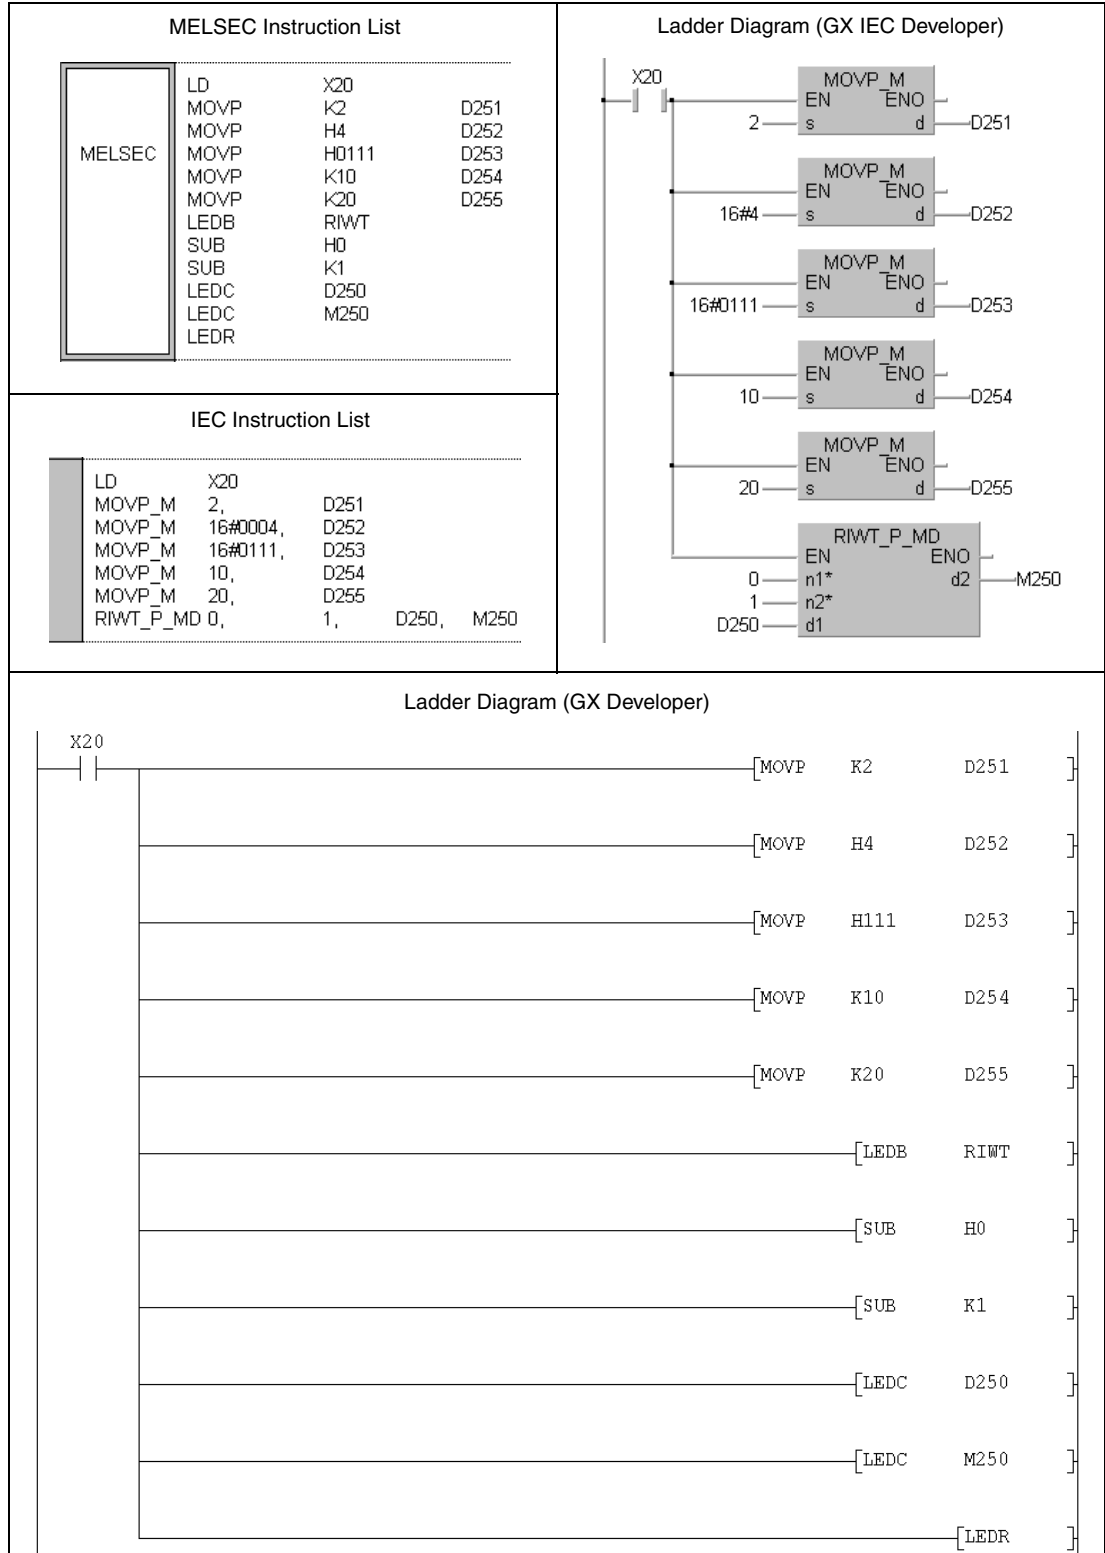 MELSEC Instruction List
MELSEC
LD X20
MOVP K2 D251
MOVP H4 D252
MOVP H0111 D253
MOVP K10 D254
MOVP K20 D255
LEDB RIWT
SUB H0
SUB K1
LEDC D250
LEDC M250
LEDR
IEC Instruction List
LD X20
MOVP_M 2, D251
MOVP_M 16#0004, D252
MOVP_M 16#0111, D253
MOVP_M 10, D254
MOVP_M 20, D255
RIWT_P_MD 0, 1, D250, M250
Ladder Diagram (GX IEC Developer)
X20
MOVP_M
EN ENO
2 s d D251
MOVP_M
EN ENO
16#4 s d D252
MOVP_M
EN ENO
16#0111 s d D253
MOVP_M
EN ENO
10 s d D254
MOVP_M
EN ENO
20 s d D255
RIWT_P_MD
EN ENO
0 n1* d2 M250
1 n2*
D250 d1
Ladder Diagram (GX Developer)
X20
[MOVP K2 D251 ]
[MOVP H4 D252 ]
[MOVP H111 D253 ]
[MOVP K10 D254 ]
[MOVP K20 D255 ]
[LEDB RIWT ]
[SUB H0 ]
[SUB K1 ]
[LEDC D250 ]
[LEDC M250 ]
[LEDR ]